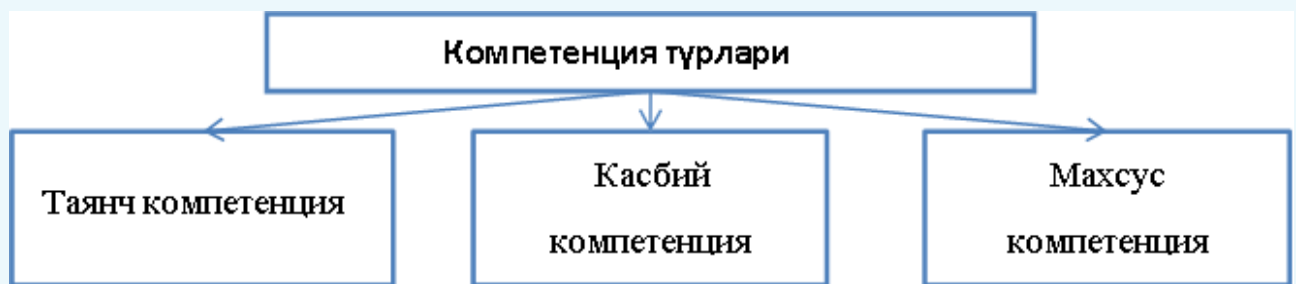 Компетенция турлари
Таянч компетенция
Касбий
компетенция
Махсус
компетенция